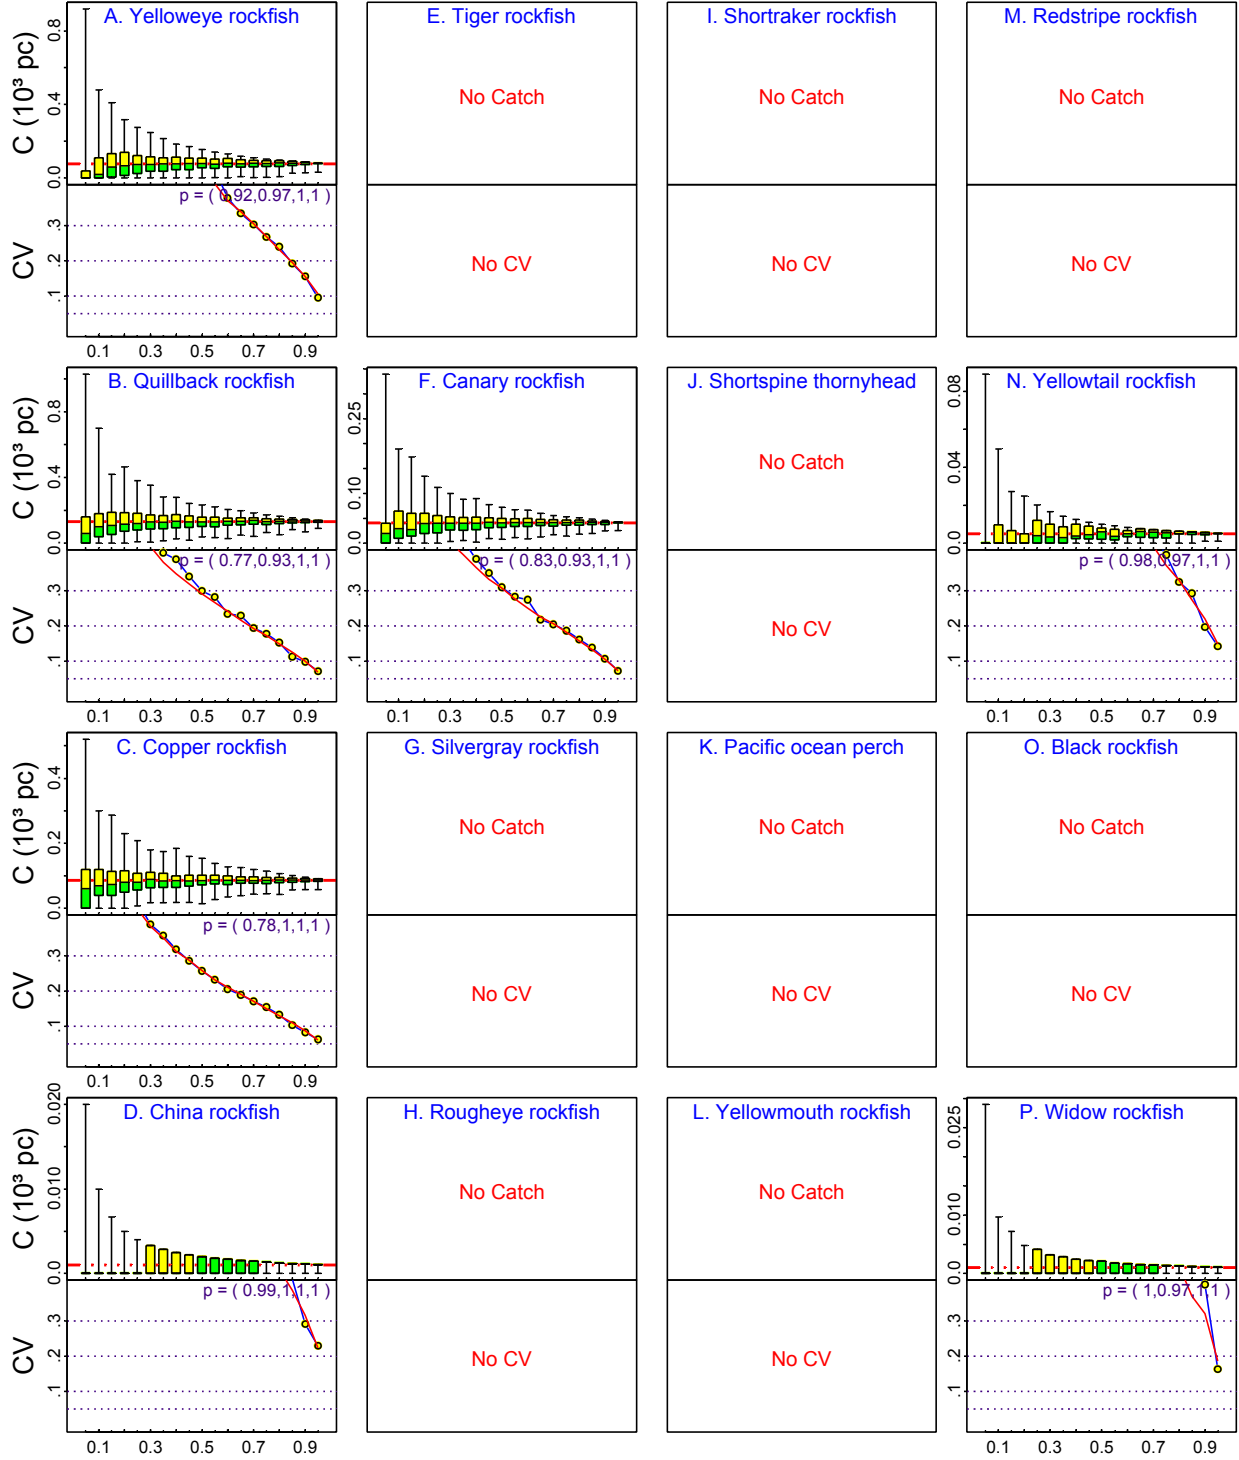 A. Yelloweye rockfish
C (10³ pc)
0.0 0.4 0.8
p = ( 0.92,0.97,1,1 )
CV
.1 .2 .3
0.1 0.3 0.5 0.7 0.9
E. Tiger rockfish
No Catch
No CV
I. Shortraker rockfish
No Catch
No CV
M. Redstripe rockfish
No Catch
No CV
B. Quillback rockfish
C (10³ pc)
0.0 0.4 0.8
p = ( 0.77,0.93,1,1 )
CV
.1 .2 .3
0.1 0.3 0.5 0.7 0.9
F. Canary rockfish
0.0 0.10 0.25
p = ( 0.83,0.93,1,1 )
.1 .2 .3
0.1 0.3 0.5 0.7 0.9
J. Shortspine thornyhead
No Catch
No CV
N. Yellowtail rockfish
0.0 0.04 0.08
p = ( 0.98,0.97,1,1 )
.1 .2 .3
0.1 0.3 0.5 0.7 0.9
C. Copper rockfish
C (10³ pc)
0.0 0.2 0.4
p = ( 0.78,1,1,1 )
CV
.1 .2 .3
0.1 0.3 0.5 0.7 0.9
G. Silvergray rockfish
No Catch
No CV
K. Pacific ocean perch
No Catch
No CV
O. Black rockfish
No Catch
No CV
D. China rockfish
C (10³ pc)
0.0 0.010 0.020
p = ( 0.99,1,1,1 )
CV
.1 .2 .3
0.1 0.3 0.5 0.7 0.9
H. Rougheye rockfish
No Catch
No CV
L. Yellowmouth rockfish
No Catch
No CV
P. Widow rockfish
0.0 0.010 0.025
p = ( 1,0.97,1,1 )
.1 .2 .3
0.1 0.3 0.5 0.7 0.9